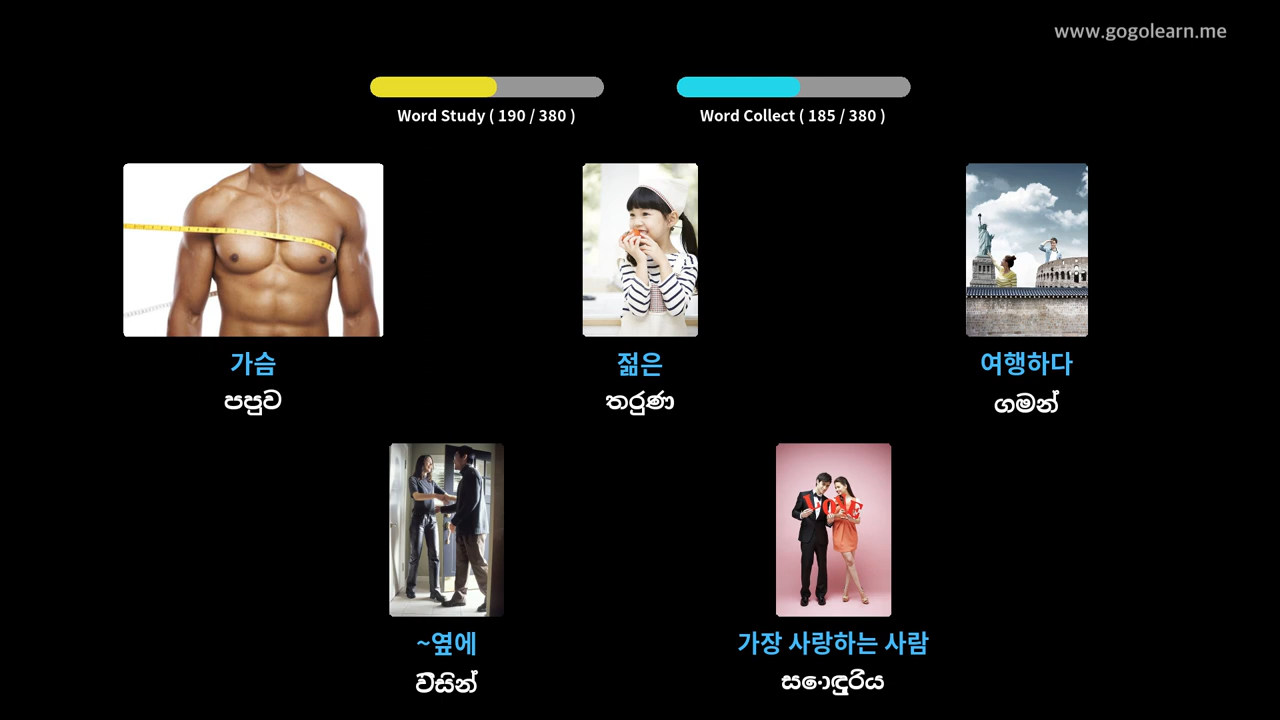 www.gogolearn.me
Word Study ( 190 / 380 )
Word Collect ( 185 / 380 )
가슴
පපුව
젊은
තරුණ
여행하다
ගමන්
~옆에
විසින්
가장 사랑하는 사람
සොඳුරිය